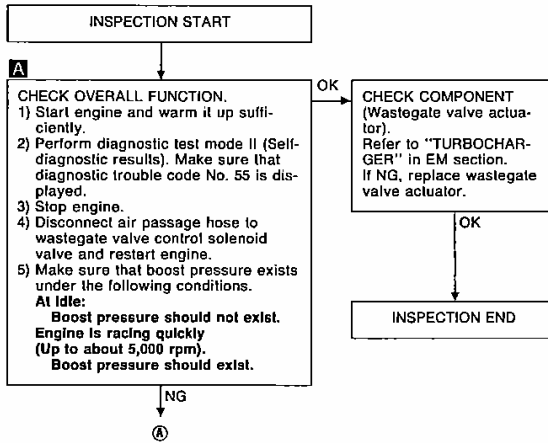 INSPECTION START
A
CHECK OVERALL FUNCTION.
1) Start engine and warm it up suffi-
ciently.
2) Perform diagnostic test mode II (Self-
diagnostic results). Make sure that
diagnostic trouble code No. 55 is dis-
played.
3) Stop engine.
4) Disconnect air passage hose to
wastegate valve control solenoid
valve and restart engine.
5) Make sure that boost pressure exists
under the following conditions.
At idle:
Boost pressure should not exist.
Engine is racing quickly
(Up to about 5,000 rpm).
Boost pressure should exist.
OK
CHECK COMPONENT
(Wastegate valve actua-
tor).
Refer to "TURBOCHAR-
GER" in EM section.
If NG, replace wastegate
valve actuator.
OK
INSPECTION END
NG
Ⓐ